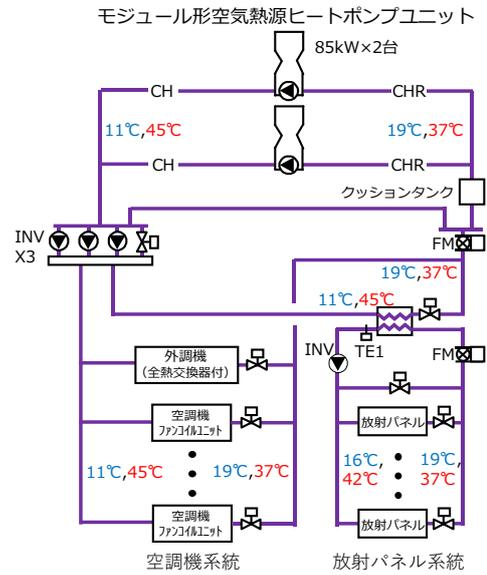 モジュール形空気熱源ヒートポンプユニット
85kW×2台
CH
CHR
11℃,45℃
19℃,37℃
CH
CHR
クッションタンク
INV
X3
FM
19℃,37℃
11℃,45℃
INV
TE1
FM
外調機
(全熱交換器付)
空調機
ファンコイルユニット
放射パネル
11℃,45℃
19℃,37℃
16℃,
42℃
19℃,
37℃
空調機
ファンコイルユニット
放射パネル
空調機系統
放射パネル系統